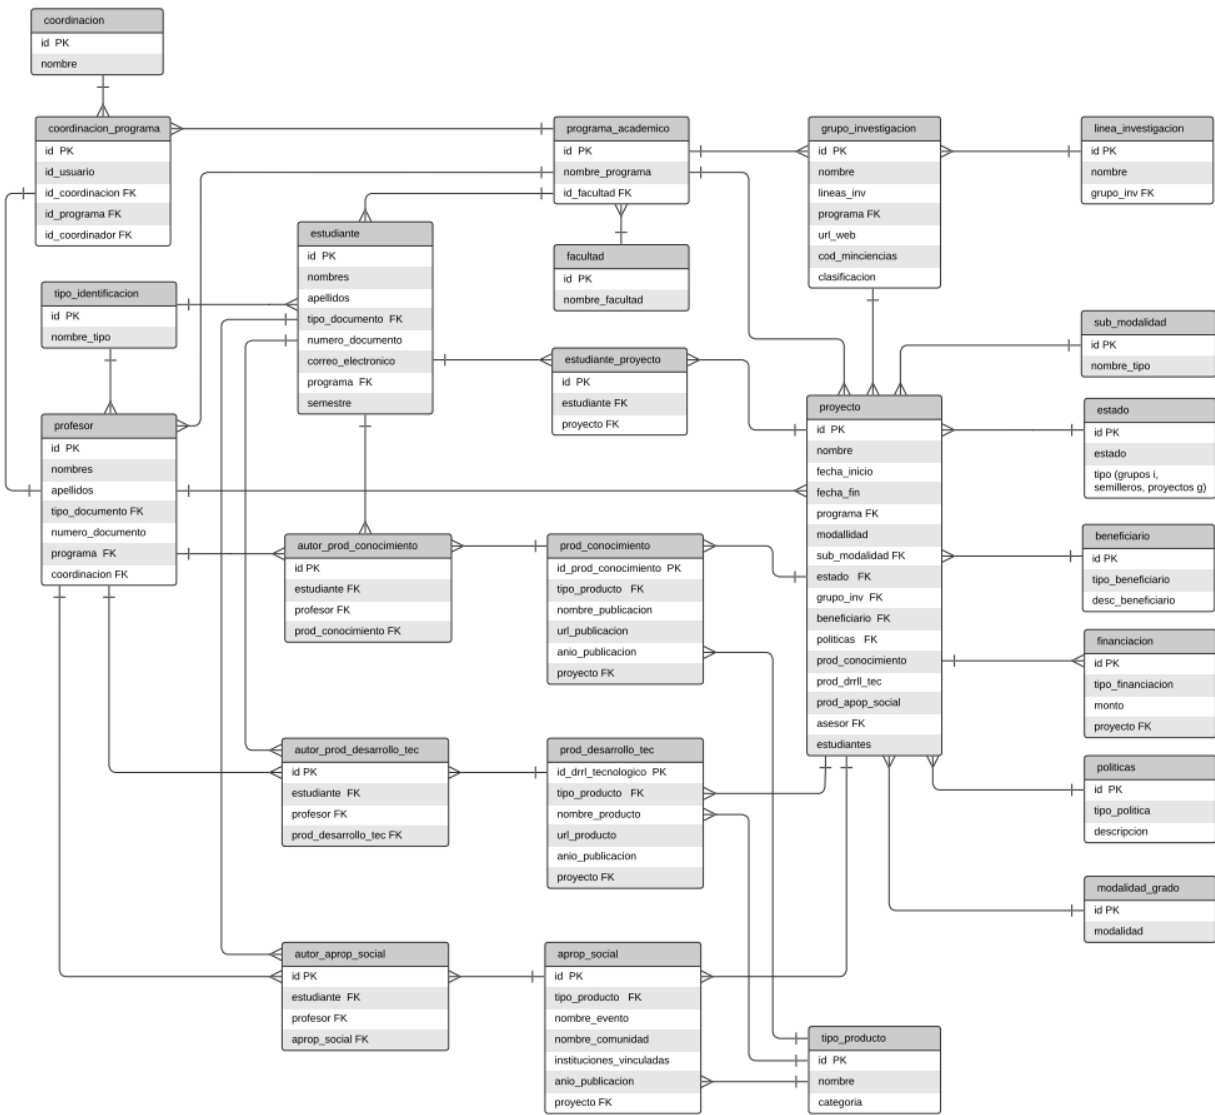 coordinacion
id PK
nombre
coordinacion_programa
id PK
id_usuario
id_coordinacion FK
id_programa FK
id_coordinador FK
programa_academico
id PK
nombre_programa
id_facultad FK
grupo_investigacion
id PK
nombre
lineas_inv
programa FK
url_web
cod_minciencias
clasificacion
linea_investigacion
id PK
nombre
grupo_inv FK
estudiante
id PK
nombres
apellidos
tipo_documento FK
numero_documento
correo_electronico
programa FK
semestre
facultad
id PK
nombre_facultad
tipo_identificacion
id PK
nombre_tipo
sub_modalidad
id PK
nombre_tipo
estudiante_proyecto
id PK
estudiante FK
proyecto FK
profesor
id PK
nombres
apellidos
tipo_documento FK
numero_documento
programa FK
coordinacion FK
proyecto
id PK
nombre
fecha_inicio
fecha_fin
programa FK
modallidad
sub_modalidad FK
estado FK
grupo_inv FK
beneficiario FK
politicas FK
prod_conocimiento
prod_drrll_tec
prod_apop_social
asesor FK
estudiantes
estado
id PK
estado
tipo (grupos i,
semilleros, proyectos g)
beneficiario
id PK
tipo_beneficiario
desc_beneficiario
autor_prod_conocimiento
id PK
estudiante FK
profesor FK
prod_conocimiento FK
prod_conocimiento
id_prod_conocimiento PK
tipo_producto FK
nombre_publicacion
url_publicacion
anio_publicacion
proyecto FK
financiacion
id PK
tipo_financiacion
monto
proyecto FK
autor_prod_desarrollo_tec
id PK
estudiante FK
profesor FK
prod_desarrollo_tec FK
prod_desarrollo_tec
id_drrl_tecnologico PK
tipo_producto FK
nombre_producto
url_producto
anio_publicacion
proyecto FK
politicas
id PK
tipo_politica
descripcion
modalidad_grado
id PK
modalidad
autor_aprop_social
id PK
estudiante FK
profesor FK
aprop_social FK
aprop_social
id PK
tipo_producto FK
nombre_evento
nombre_comunidad
instituciones_vinculadas
anio_publicacion
proyecto FK
tipo_producto
id PK
nombre
categoria